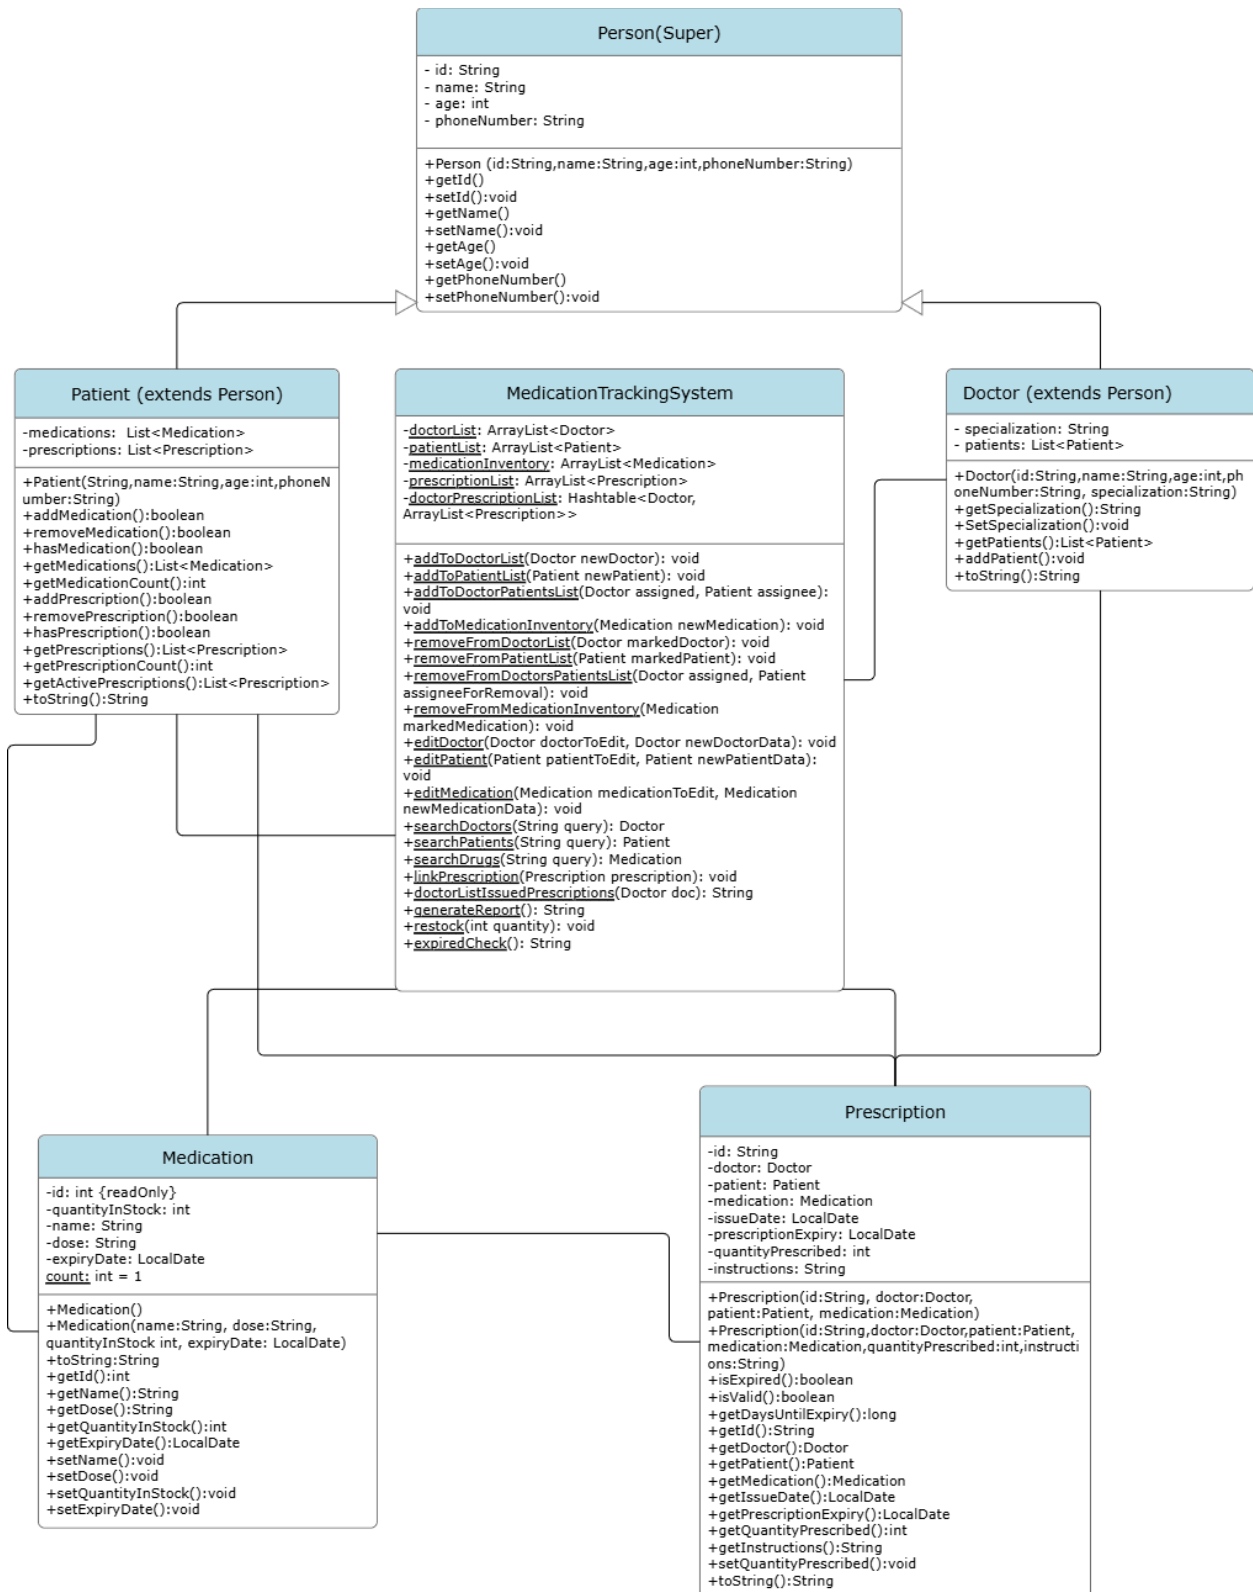 Person(Super)
- id: String
- name: String
- age: int
- phoneNumber: String
+Person (id:String,name:String,age:int,phoneNumber:String)
+getId()
+setId():void
+getName()
+setName():void
+getAge()
+setAge():void
+getPhoneNumber()
+setPhoneNumber():void
Patient (extends Person)
-medications:  List<Medication>
-prescriptions: List<Prescription>
+Patient(String,name:String,age:int,phoneN
umber:String)
+addMedication():boolean
+removeMedication():boolean
+hasMedication():boolean
+getMedications():List<Medication>
+getMedicationCount():int
+addPrescription():boolean
+removePrescription():boolean
+hasPrescription():boolean
+getPrescriptions():List<Prescription>
+getPrescriptionCount():int
+getActivePrescriptions():List<Prescription>
+toString():String
MedicationTrackingSystem
-doctorList: ArrayList<Doctor>
-patientList: ArrayList<Patient>
-medicationInventory: ArrayList<Medication>
-prescriptionList: ArrayList<Prescription>
-doctorPrescriptionList: Hashtable<Doctor,
ArrayList<Prescription>>
+addToDoctorList(Doctor newDoctor): void
+addToPatientList(Patient newPatient): void
+addToDoctorPatientsList(Doctor assigned, Patient assignee):
void
+addToMedicationInventory(Medication newMedication): void
+removeFromDoctorList(Doctor markedDoctor): void
+removeFromPatientList(Patient markedPatient): void
+removeFromDoctorsPatientsList(Doctor assigned, Patient
assigneeForRemoval): void
+removeFromMedicationInventory(Medication
markedMedication): void
+editDoctor(Doctor doctorToEdit, Doctor newDoctorData): void
+editPatient(Patient patientToEdit, Patient newPatientData):
void
+editMedication(Medication medicationToEdit, Medication
newMedicationData): void
+searchDoctors(String query): Doctor
+searchPatients(String query): Patient
+searchDrugs(String query): Medication
+linkPrescription(Prescription prescription): void
+doctorListIssuedPrescriptions(Doctor doc): String
+generateReport(): String
+restock(int quantity): void
+expiredCheck(): String
Doctor (extends Person)
- specialization: String
- patients: List<Patient>
+Doctor(id:String,name:String,age:int,ph
oneNumber:String, specialization:String)
+getSpecialization():String
+SetSpecialization():void
+getPatients():List<Patient>
+addPatient():void
+toString():String
Medication
-id: int {readOnly}
-quantityInStock: int
-name: String
-dose: String
-expiryDate: LocalDate
count: int = 1
+Medication()
+Medication(name:String, dose:String,
quantityInStock int, expiryDate: LocalDate)
+toString:String
+getId():int
+getName():String
+getDose():String
+getQuantityInStock():int
+getExpiryDate():LocalDate
+setName():void
+setDose():void
+setQuantityInStock():void
+setExpiryDate():void
Prescription
-id: String
-doctor: Doctor
-patient: Patient
-medication: Medication
-issueDate: LocalDate
-prescriptionExpiry: LocalDate
-quantityPrescribed: int
-instructions: String
+Prescription(id:String, doctor:Doctor,
patient:Patient, medication:Medication)
+Prescription(id:String,doctor:Doctor,patient:Patient,
medication:Medication,quantityPrescribed:int,instructi
ons:String)
+isExpired():boolean
+isValid():boolean
+getDaysUntilExpiry():long
+getId():String
+getDoctor():Doctor
+getPatient():Patient
+getMedication():Medication
+getIssueDate():LocalDate
+getPrescriptionExpiry():LocalDate
+getQuantityPrescribed():int
+getInstructions():String
+setQuantityPrescribed():void
+toString():String